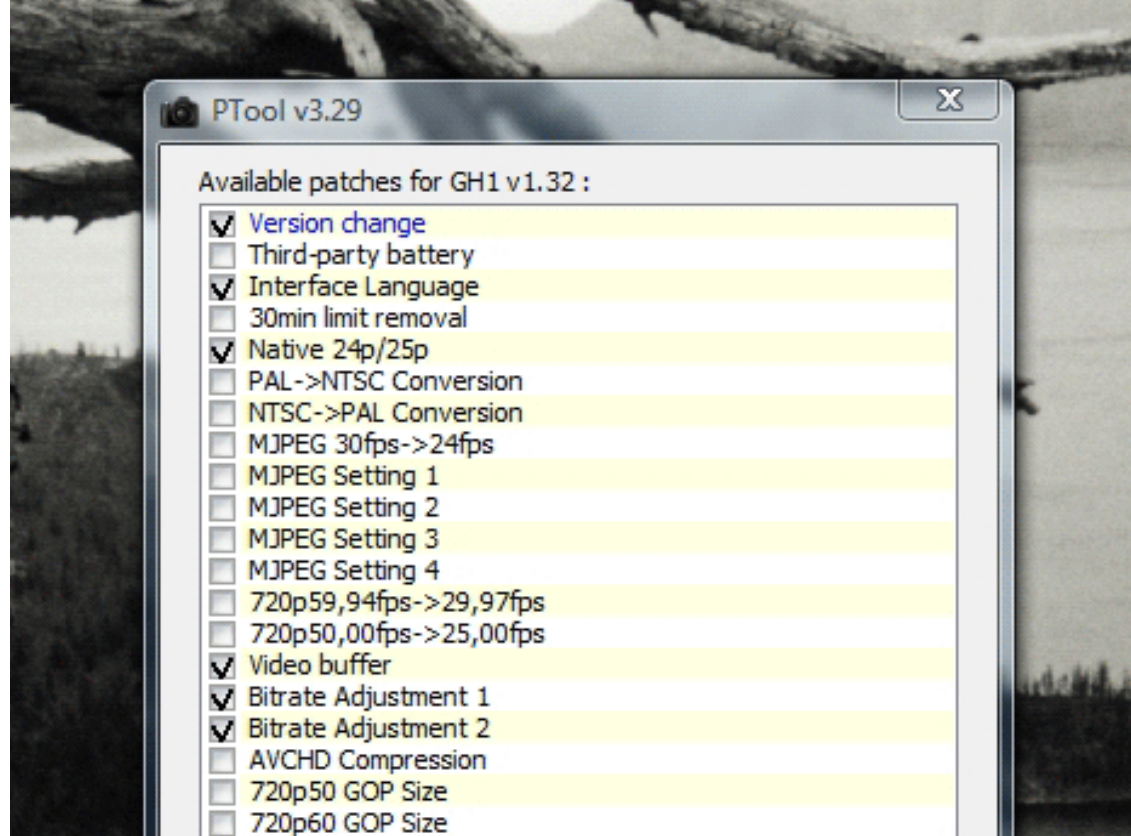 PTool v3.29
Available patches for GH1 v1.32 :
Version change
Third-party battery
Interface Language
30min limit removal
Native 24p/25p
PAL->NTSC Conversion
NTSC->PAL Conversion
MJPEG 30fps->24fps
MJPEG Setting 1
MJPEG Setting 2
MJPEG Setting 3
MJPEG Setting 4
720p59,94fps->29,97fps
720p50,00fps->25,00fps
Video buffer
Bitrate Adjustment 1
Bitrate Adjustment 2
AVCHD Compression
720p50 GOP Size
720p60 GOP Size